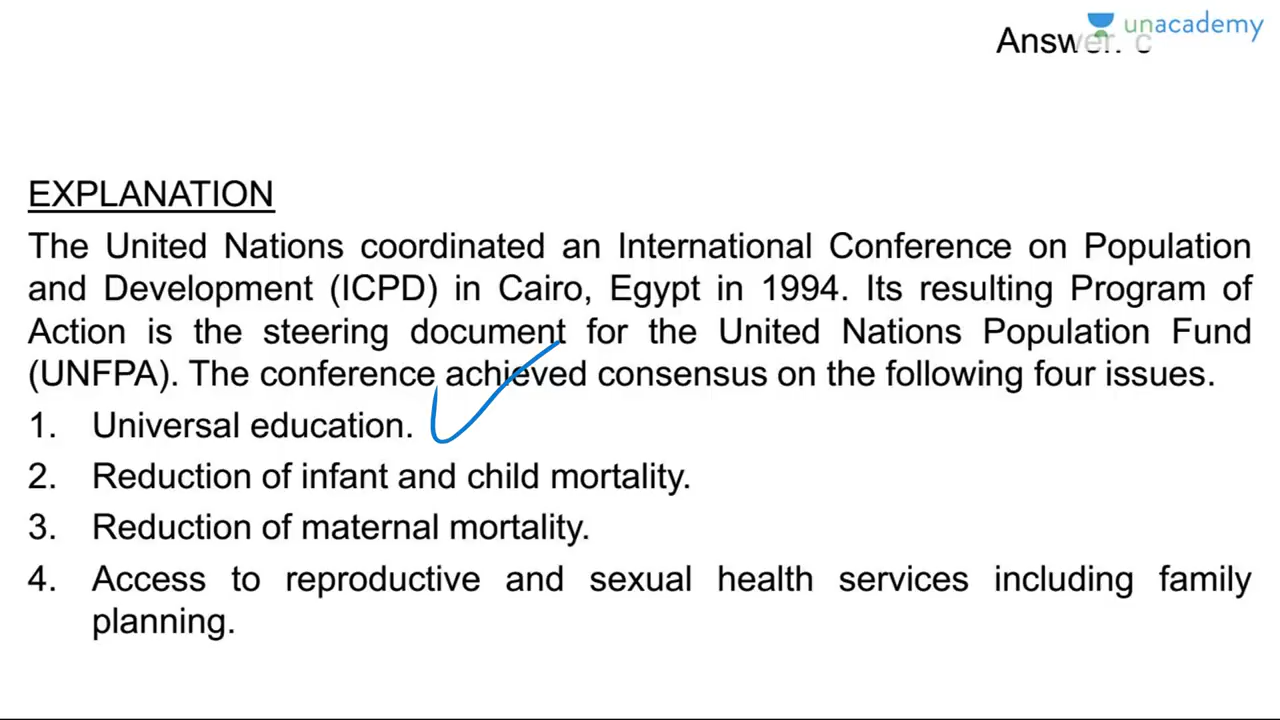 unacademy
Answer: c
EXPLANATION
The United Nations coordinated an International Conference on Population
and Development (ICPD) in Cairo, Egypt in 1994. Its resulting Program of
Action is the steering document for the United Nations Population Fund
(UNFPA). The conference achieved consensus on the following four issues.
1. Universal education.
2. Reduction of infant and child mortality.
3. Reduction of maternal mortality.
4. Access to reproductive and sexual health services including family
planning.